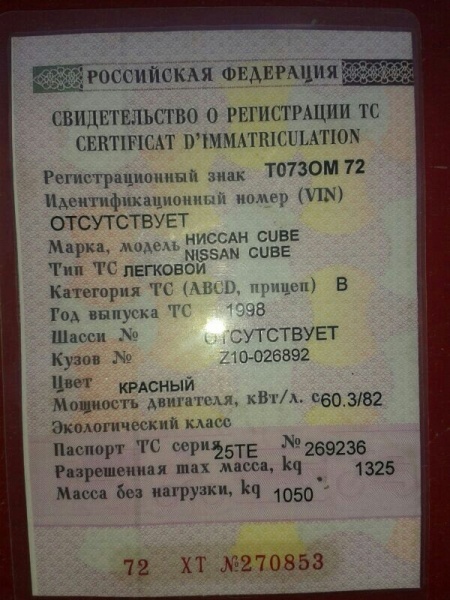 РОССИЙСКАЯ ФЕДЕРАЦИЯ
СВИДЕТЕЛЬСТВО О РЕГИСТРАЦИИ ТС
CERTIFICAT D'IMMATRICULATION
Регистрационный знак Т073ОМ 72
Идентификационный номер (VIN)
ОТСУТСТВУЕТ
Марка, модель НИССАН CUBE
NISSAN CUBE
Тип ТС ЛЕГКОВОЙ
Категория ТС (ABCD, прицеп) B
Год выпуска ТС 1998
Шасси № ОТСУТСТВУЕТ
Кузов № Z10-026892
Цвет КРАСНЫЙ
Мощность двигателя, кВт/л. с 60.3/82
Экологический класс
Паспорт ТС серия 25ТЕ № 269236
Разрешенная max масса, kg 1325
Масса без нагрузки, kg 1050
72 ХТ №270853